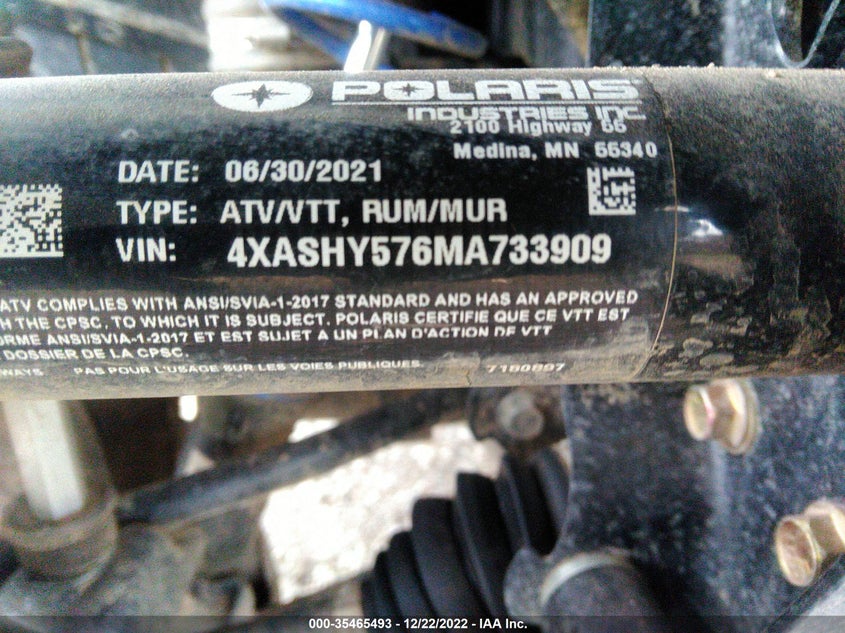 POLARIS
INDUSTRIES INC.
2100 Highway 55
Medina, MN 55340
DATE: 06/30/2021
TYPE: ATV/VTT, RUM/MUR
VIN: 4XASHY576MA733909
ATV COMPLIES WITH ANSI/SVIA-1-2017 STANDARD AND HAS AN APPROVED
THE CPSC, TO WHICH IT IS SUBJECT. POLARIS CERTIFIE QUE CE VTT EST
ANSI/SVIA-1-2017 ET EST SUJET A UN PLAN D'ACTION DE VTT
DOSSIER DE LA CPSC.
PAS POUR L'USAGE SUR LES VOIES PUBLIQUES. 7180897
000-35465493 - 12/22/2022 - IAA Inc.